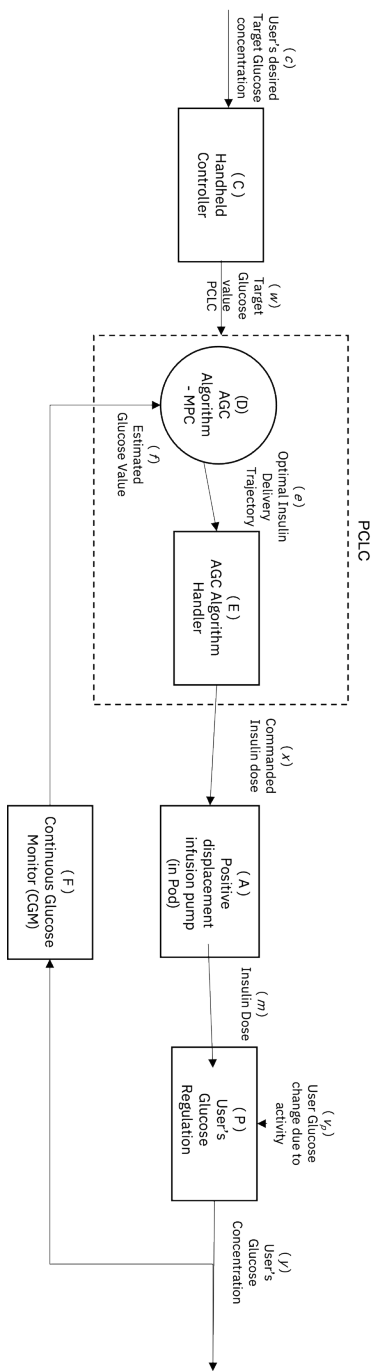 (c)
User's desired
Target Glucose
concentration
(C)
Handheld
Controller
(w)
Target
Glucose
value
PCLC
PCLC
(D)
AGC
Algorithm
- MPC
(e)
Optimal Insulin
Delivery
Trajectory
(f)
Estimated
Glucose Value
(E)
AGC Algorithm
Handler
(x)
Commanded
Insulin dose
(A)
Positive
displacement
infusion pump
(in Pod)
(m)
Insulin Dose
(vₚ)
User Glucose
change due to
activity
(P)
User's
Glucose
Regulation
(y)
User's
Glucose
Concentration
(F)
Continuous Glucose
Monitor (CGM)